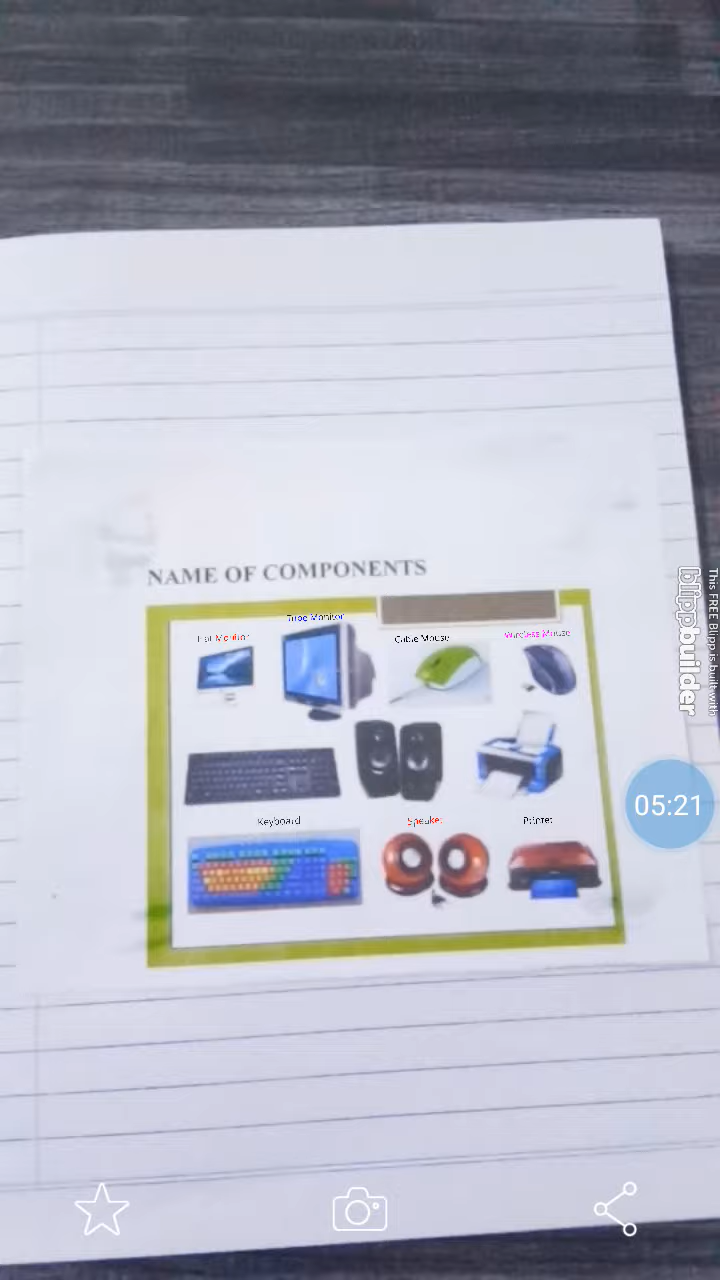 NAME OF COMPONENTS
Flat Monitor
Tube Monitor
Cable Mouse
Wireless Mouse
Keyboard
Speaker
Printer
05:21
This FREE Blipp is built with
blippbuilder